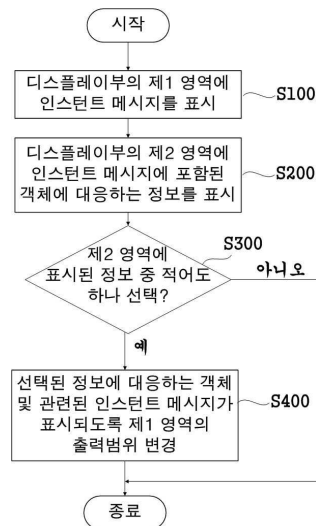 시작
디스플레이부의 제1 영역에
인스턴트 메시지를 표시
S100
디스플레이부의 제2 영역에
인스턴트 메시지에 포함된
객체에 대응하는 정보를 표시
S200
제2 영역에
표시된 정보 중 적어도
하나 선택?
S300
아니오
예
선택된 정보에 대응하는 객체
및 관련된 인스턴트 메시지가
표시되도록 제1 영역의
출력범위 변경
S400
종료